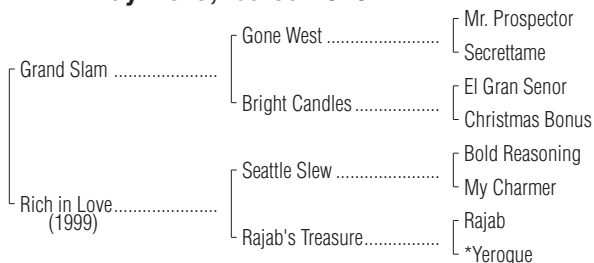 Mr. Prospector
Gone West ........................
Secrettame
Grand Slam ......................
El Gran Senor
Bright Candles ..................
Christmas Bonus
Bold Reasoning
Seattle Slew ......................
My Charmer
Rich in Love......................
(1999)
Rajab
Rajab's Treasure................
*Yeroque